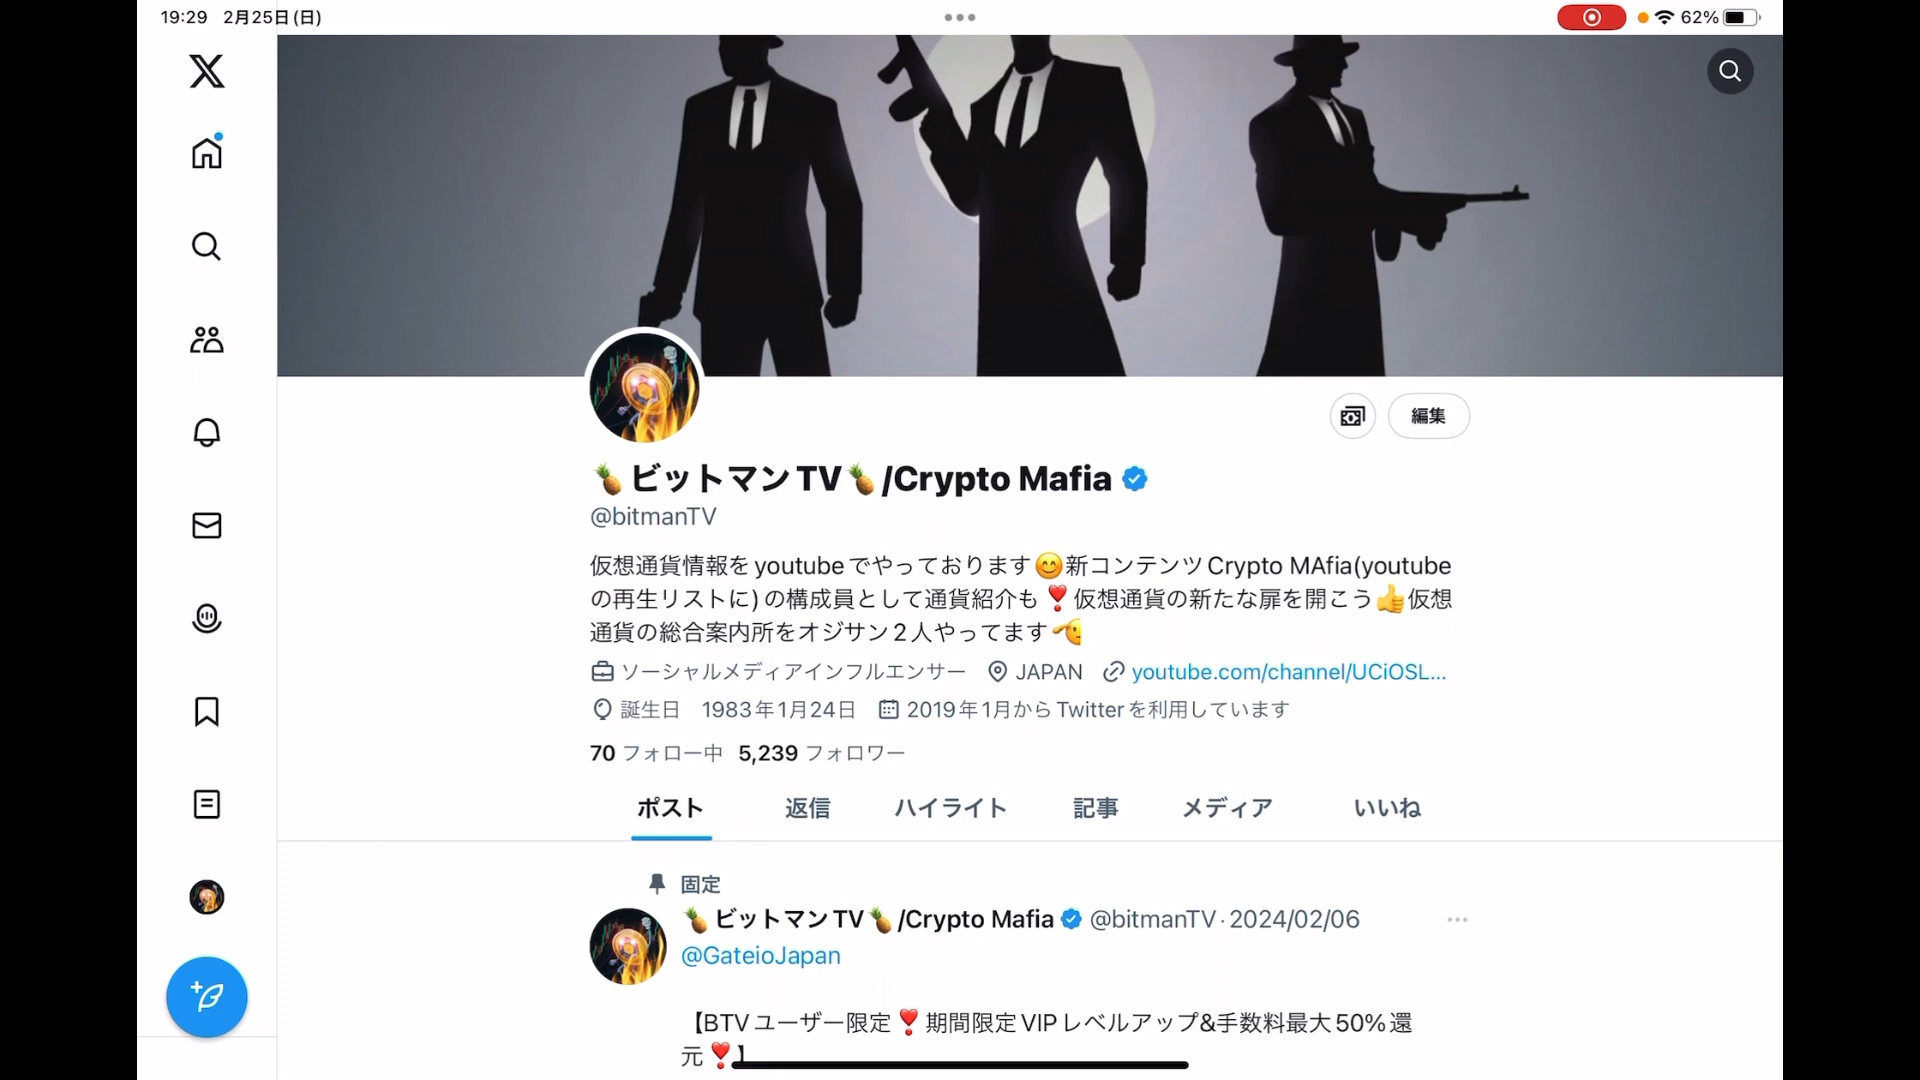 19:29 2月25日(日)
62%
編集
🍍ビットマンTV🍍/Crypto Mafia
@bitmanTV
仮想通貨情報をyoutubeでやっております😊新コンテンツCrypto MAfia(youtube
の再生リストに)の構成員として通貨紹介も❣️仮想通貨の新たな扉を開こう👍仮想
通貨の総合案内所をオジサン2人やってます🫡
ソーシャルメディアインフルエンサー JAPAN youtube.com/channel/UCiOSL...
誕生日 1983年1月24日 2019年1月からTwitterを利用しています
70 フォロー中 5,239 フォロワー
ポスト 返信 ハイライト 記事 メディア いいね
固定
🍍ビットマンTV🍍/Crypto Mafia @bitmanTV·2024/02/06
@GateioJapan
【BTVユーザー限定❣️期間限定VIPレベルアップ&手数料最大50%還
元❣️】